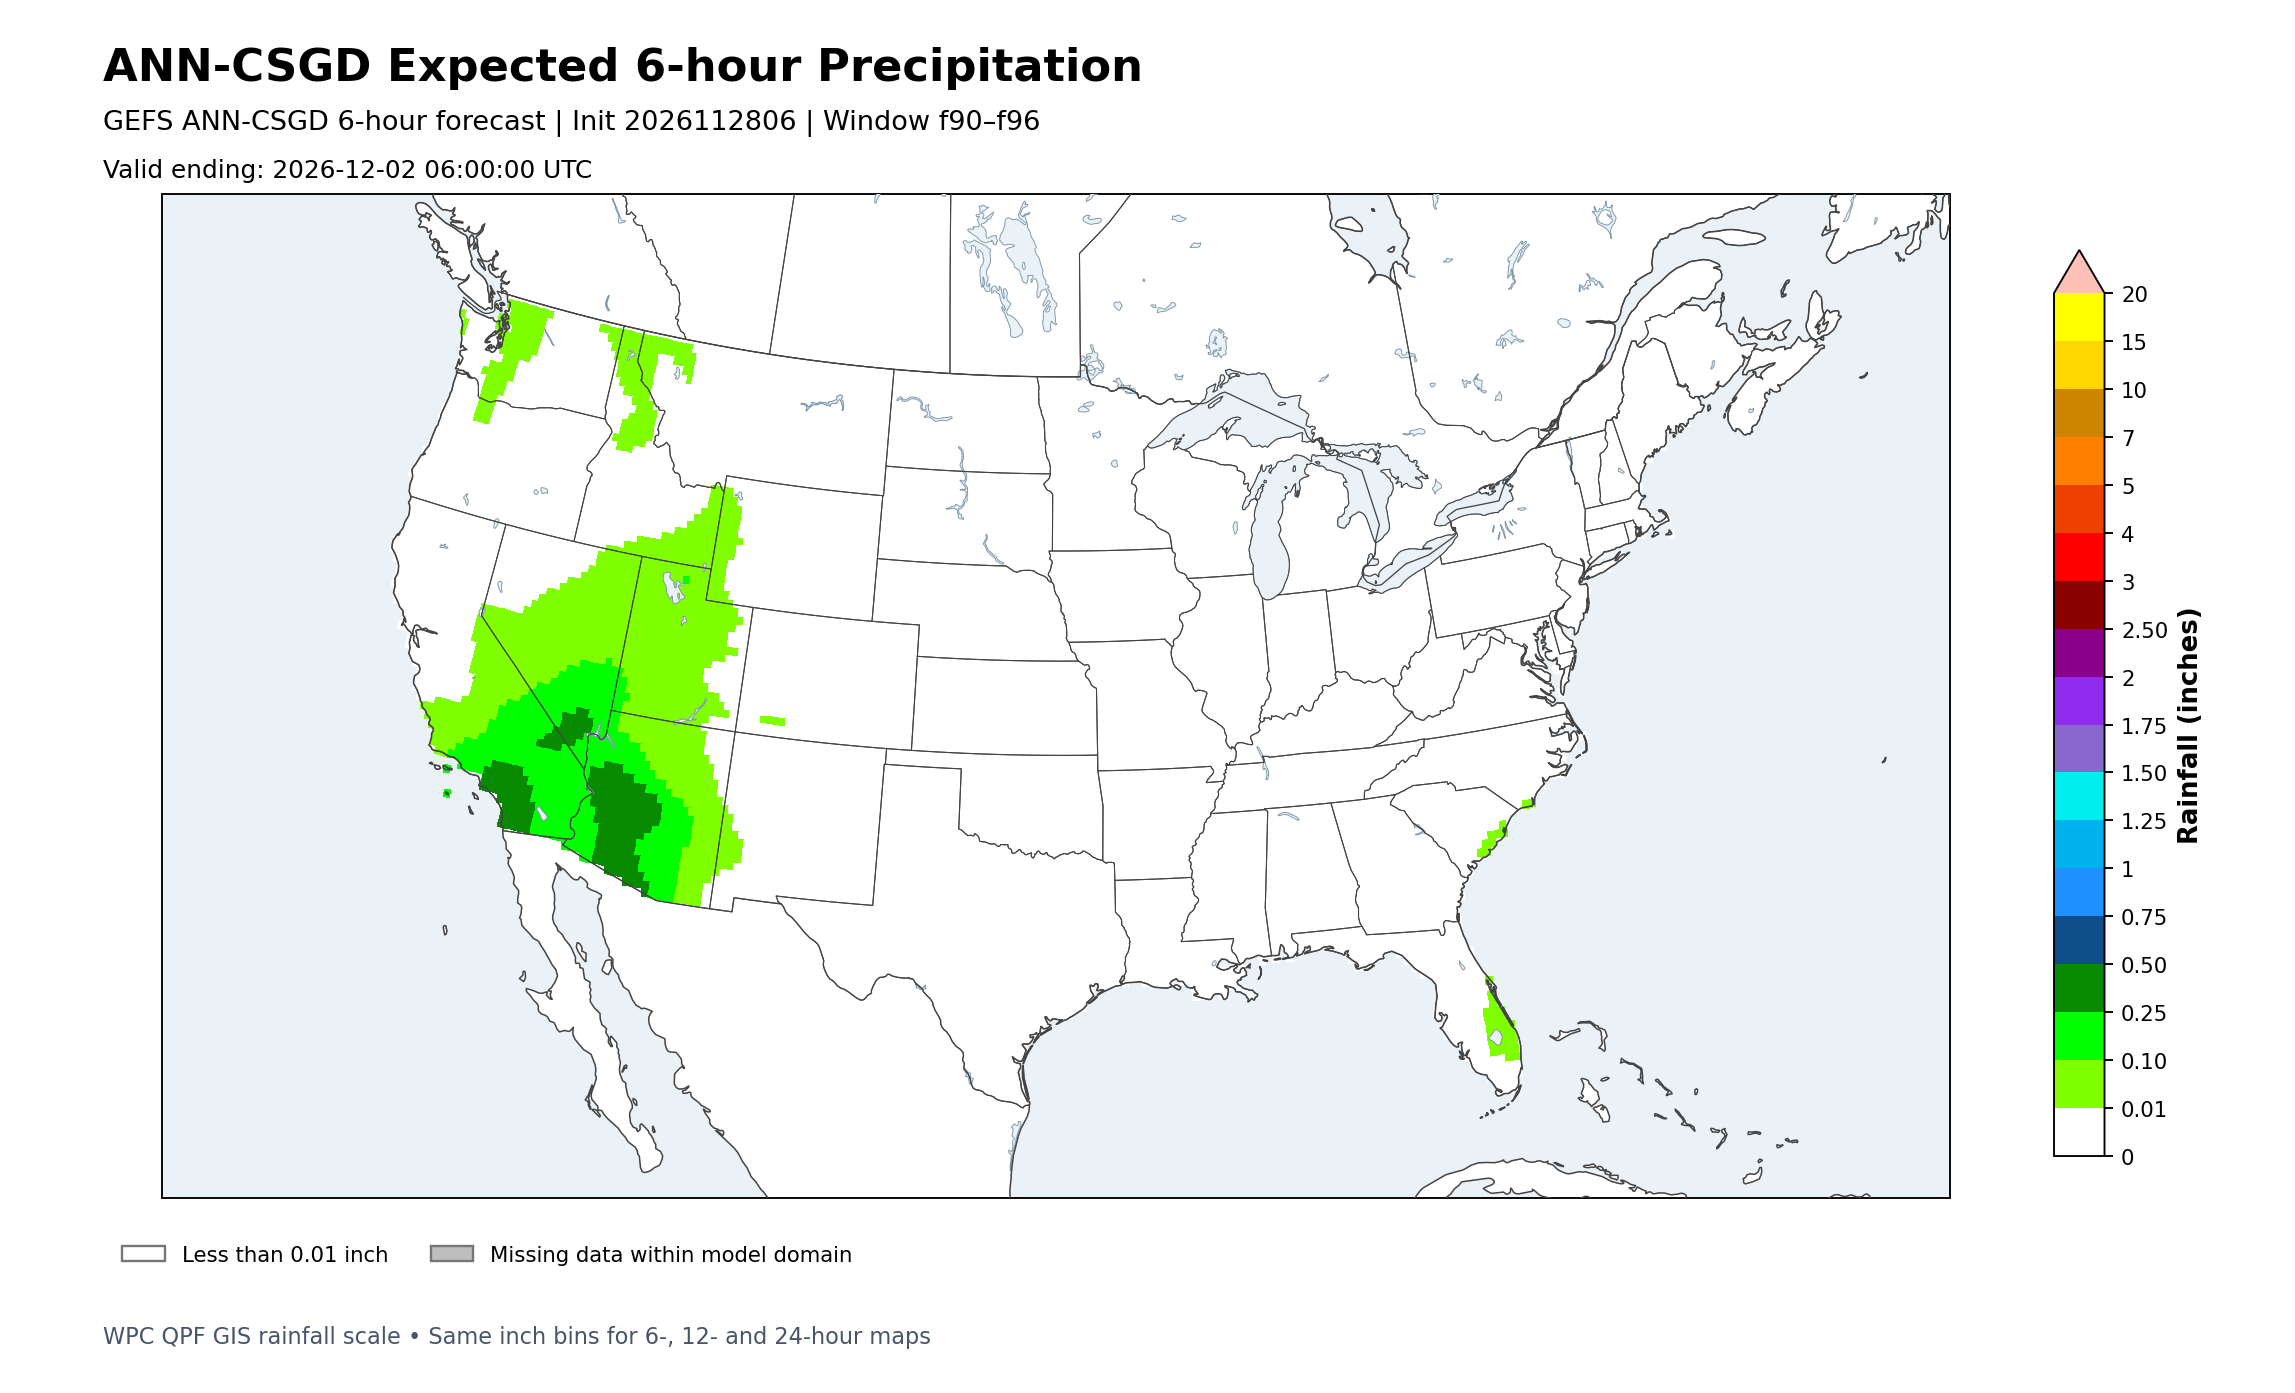 ANN-CSGD Expected 6-hour Precipitation
GEFS ANN-CSGD 6-hour forecast | Init 2026112806 | Window f90–f96
Valid ending: 2026-12-02 06:00:00 UTC
20
15
10
7
5
4
3
2.50
2
1.75
1.50
1.25
1
0.75
0.50
0.25
0.10
0.01
0
Rainfall (inches)
Less than 0.01 inch
Missing data within model domain
WPC QPF GIS rainfall scale • Same inch bins for 6-, 12- and 24-hour maps